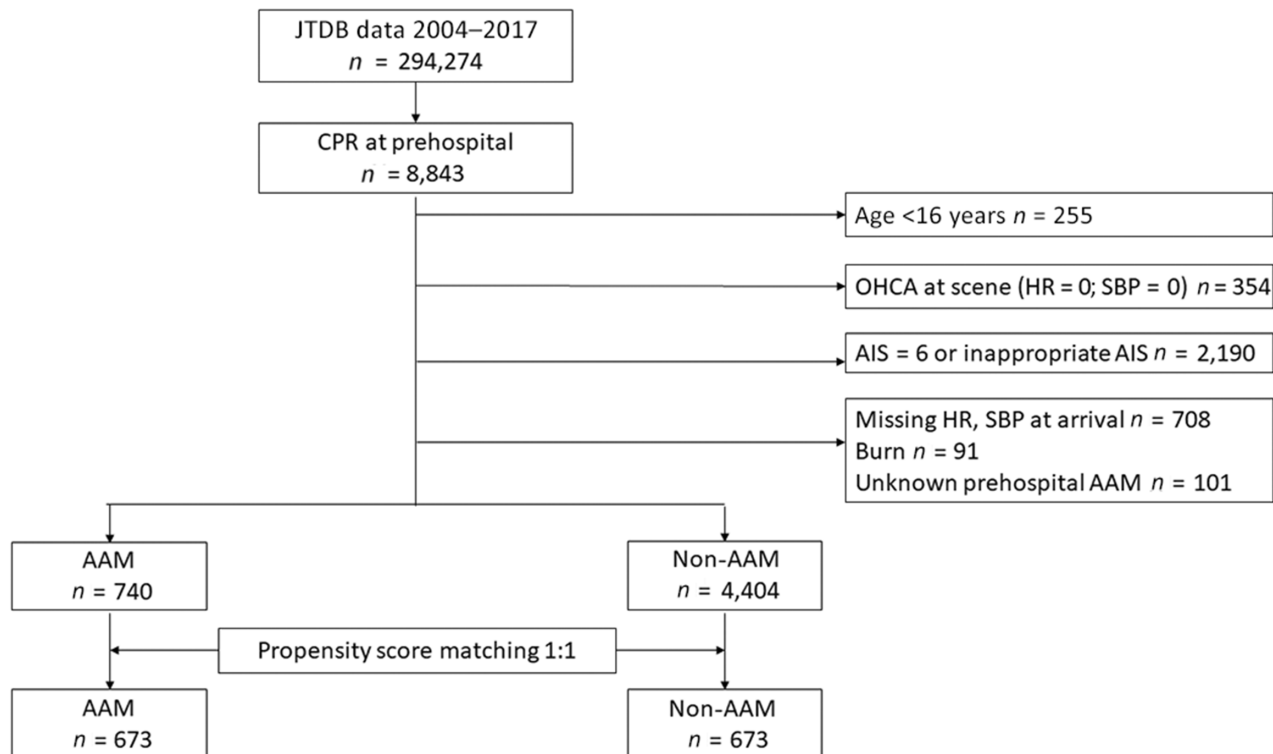 JTDB data 2004–2017
n = 294,274
CPR at prehospital
n = 8,843
Age <16 years n = 255
OHCA at scene (HR = 0; SBP = 0) n = 354
AIS = 6 or inappropriate AIS n = 2,190
Missing HR, SBP at arrival n = 708
Burn n = 91
Unknown prehospital AAM n = 101
AAM
n = 740
Non-AAM
n = 4,404
Propensity score matching 1:1
AAM
n = 673
Non-AAM
n = 673